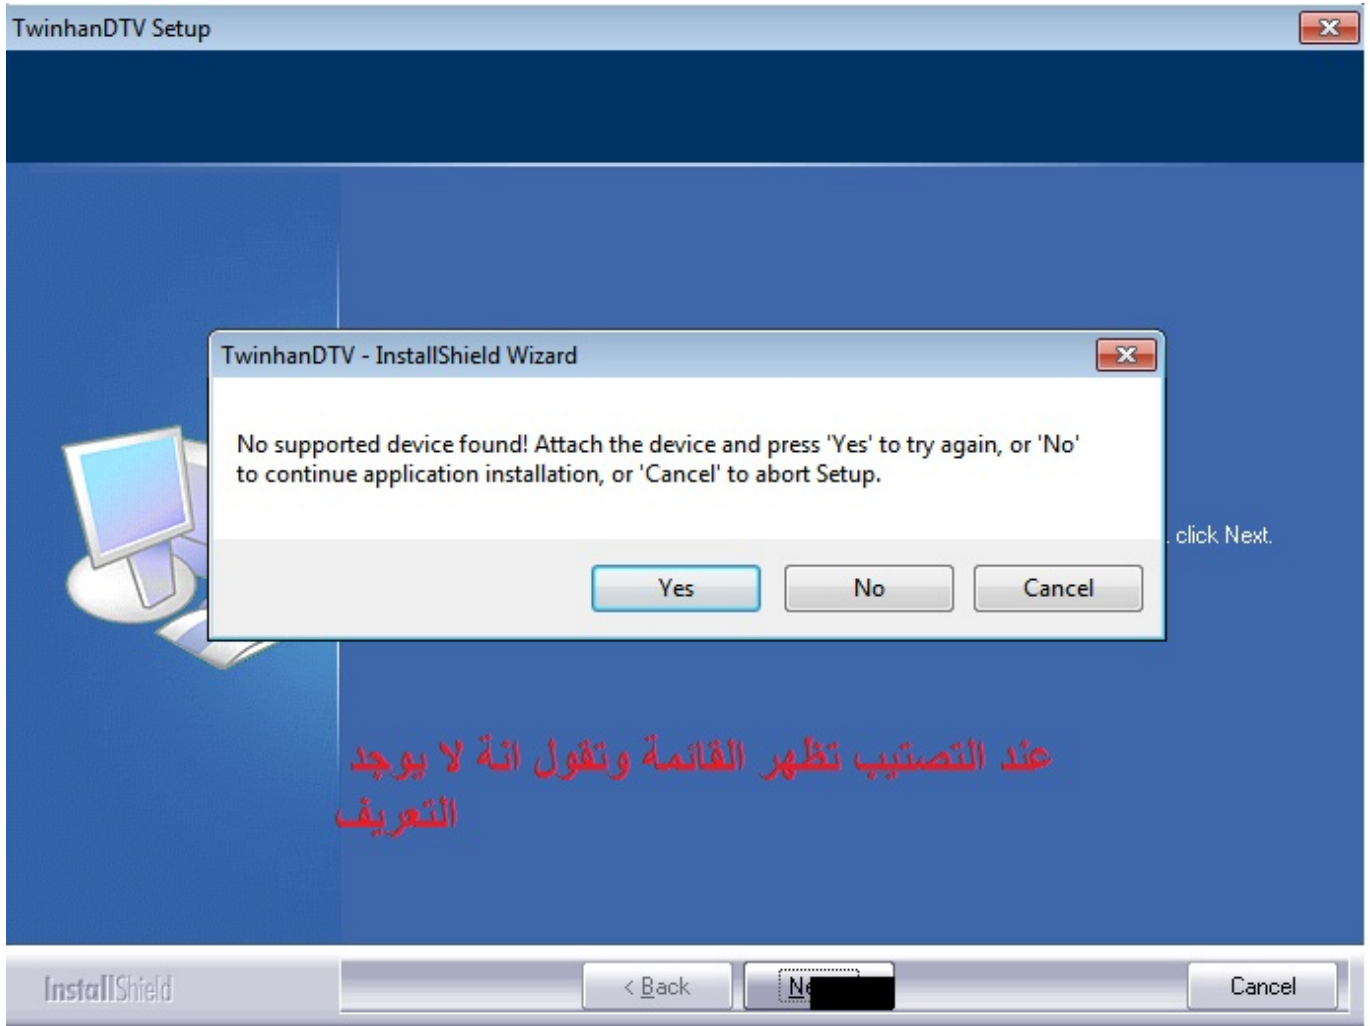 TwinhanDTV Setup
TwinhanDTV - InstallShield Wizard
No supported device found! Attach the device and press 'Yes' to try again, or 'No'
to continue application installation, or 'Cancel' to abort Setup.
click Next.
Yes No Cancel
عند التصتيب تظهر القائمة وتقول انة لا يوجد
التعريف
InstallShield < Back Cancel